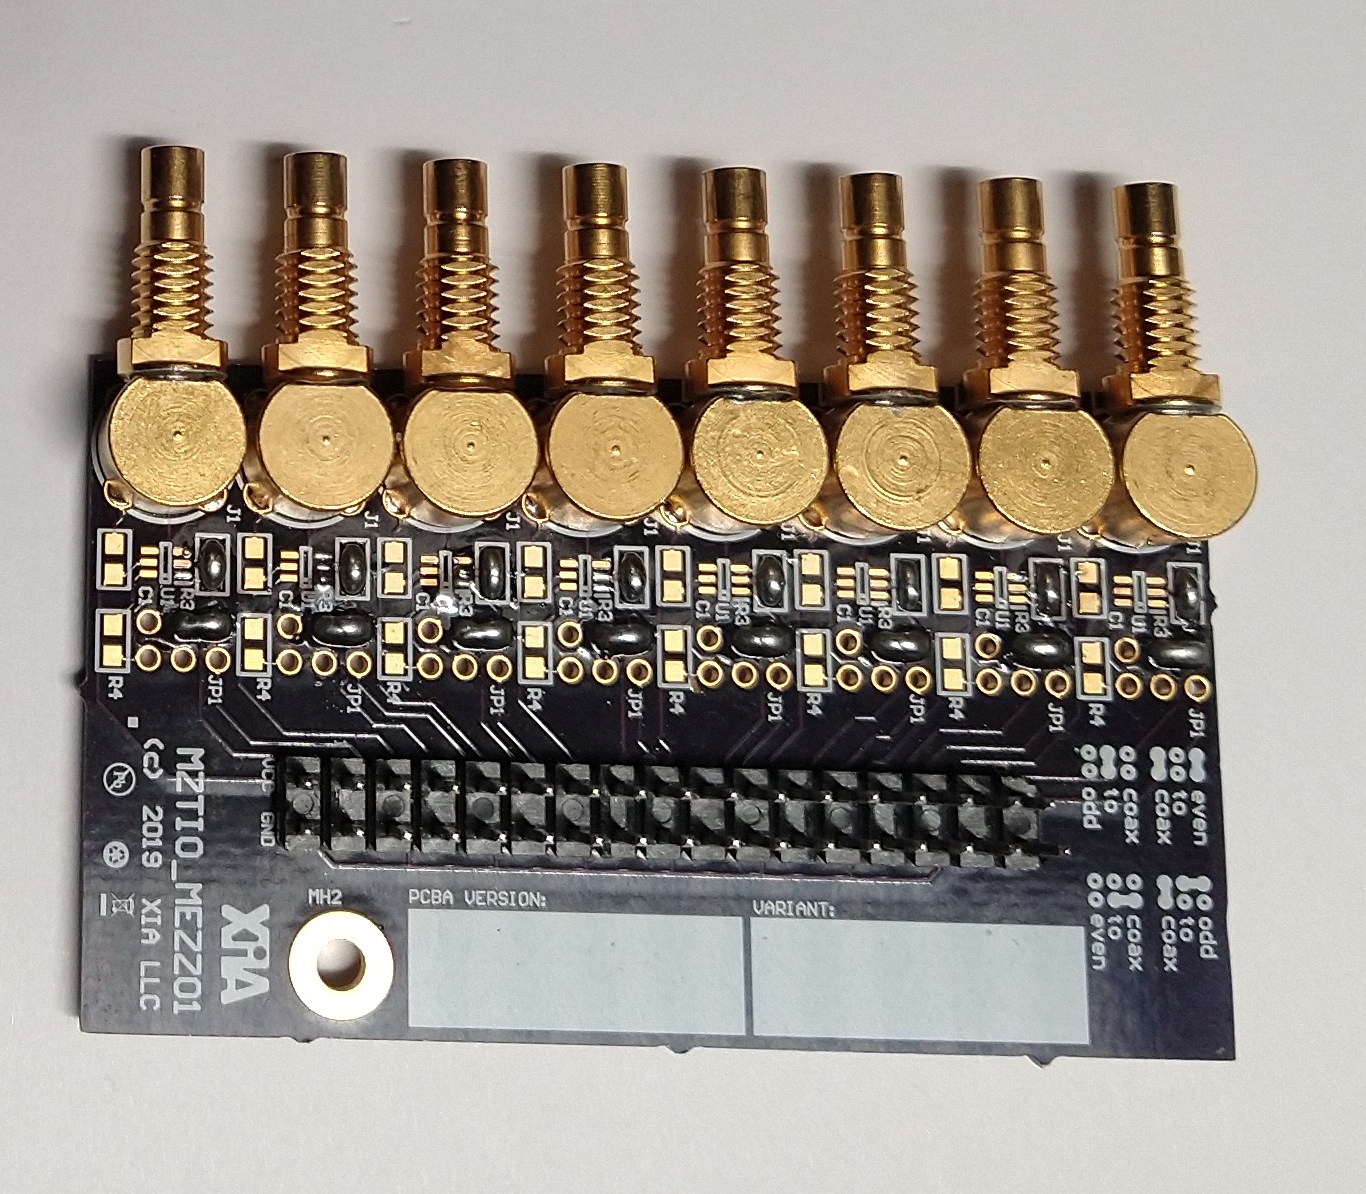 J1 J1 J1 J1 J1 J1 J1 J1
C1 U1 R3 C1 U1 R3 C1 U1 R3 C1 U1 R3 C1 U1 R3 C1 U1 R3 C1 U1 R3 C1 U1 R3
R4 JP1 R4 JP1 R4 JP1 R4 JP1 R4 JP1 R4 JP1 R4 JP1 R4 JP1
VCC
GND
MZTIO_MEZZ01
(c) 2019 XIA LLC
Pb
XIA
MH2
PCBA VERSION:
VARIANT:
even
to
coax
coax
to
odd
odd
to
coax
coax
to
even